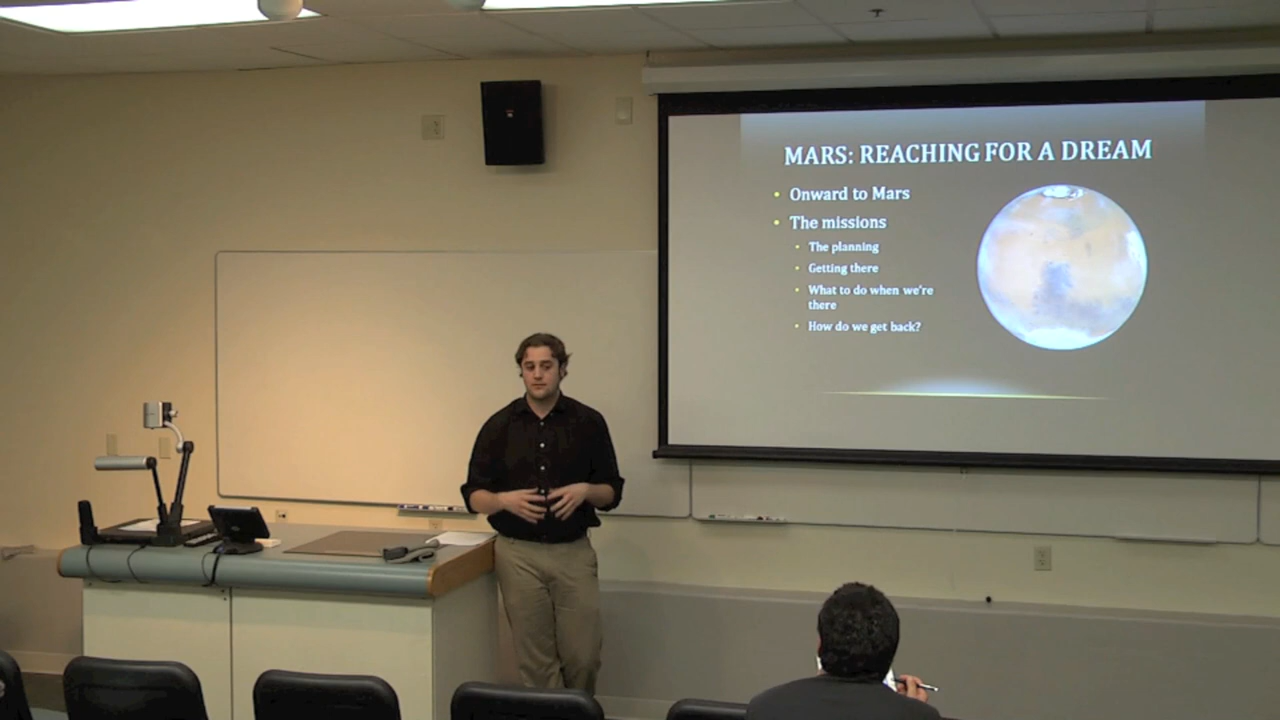 MARS: REACHING FOR A DREAM
• Onward to Mars
• The missions
• The planning
• Getting there
• What to do when we're
there
• How do we get back?